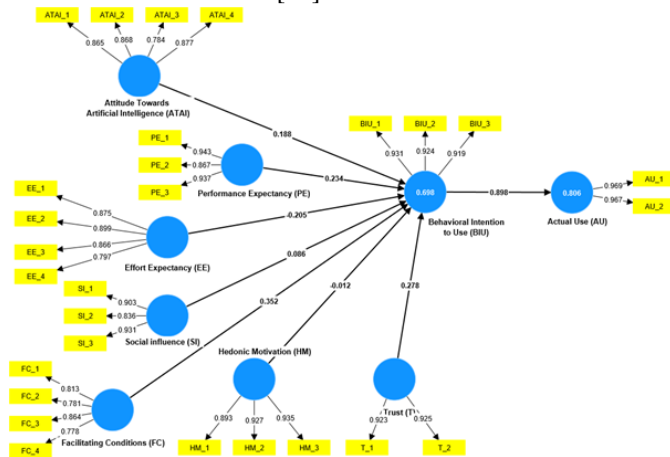 ATAI_1
ATAI_2
ATAI_3
ATAI_4
0.865
0.868
0.784
0.877
Attitude Towards
Artificial Intelligence (ATAI)
0.188
PE_1
PE_2
PE_3
0.943
0.867
0.937
Performance Expectancy (PE)
0.234
BIU_1
BIU_2
BIU_3
0.931
0.924
0.919
0.698
Behavioral Intention
to Use (BIU)
0.898
0.806
Actual Use (AU)
0.969
0.967
AU_1
AU_2
EE_1
EE_2
EE_3
EE_4
0.875
0.899
0.866
0.797
Effort Expectancy (EE)
-0.205
SI_1
SI_2
SI_3
0.903
0.836
0.931
Social influence (SI)
0.086
FC_1
FC_2
FC_3
FC_4
0.813
0.781
0.864
0.778
Facilitating Conditions (FC)
0.352
Hedonic Motivation (HM)
-0.012
0.893
0.927
0.935
HM_1
HM_2
HM_3
0.278
Trust (T)
0.923
0.925
T_1
T_2